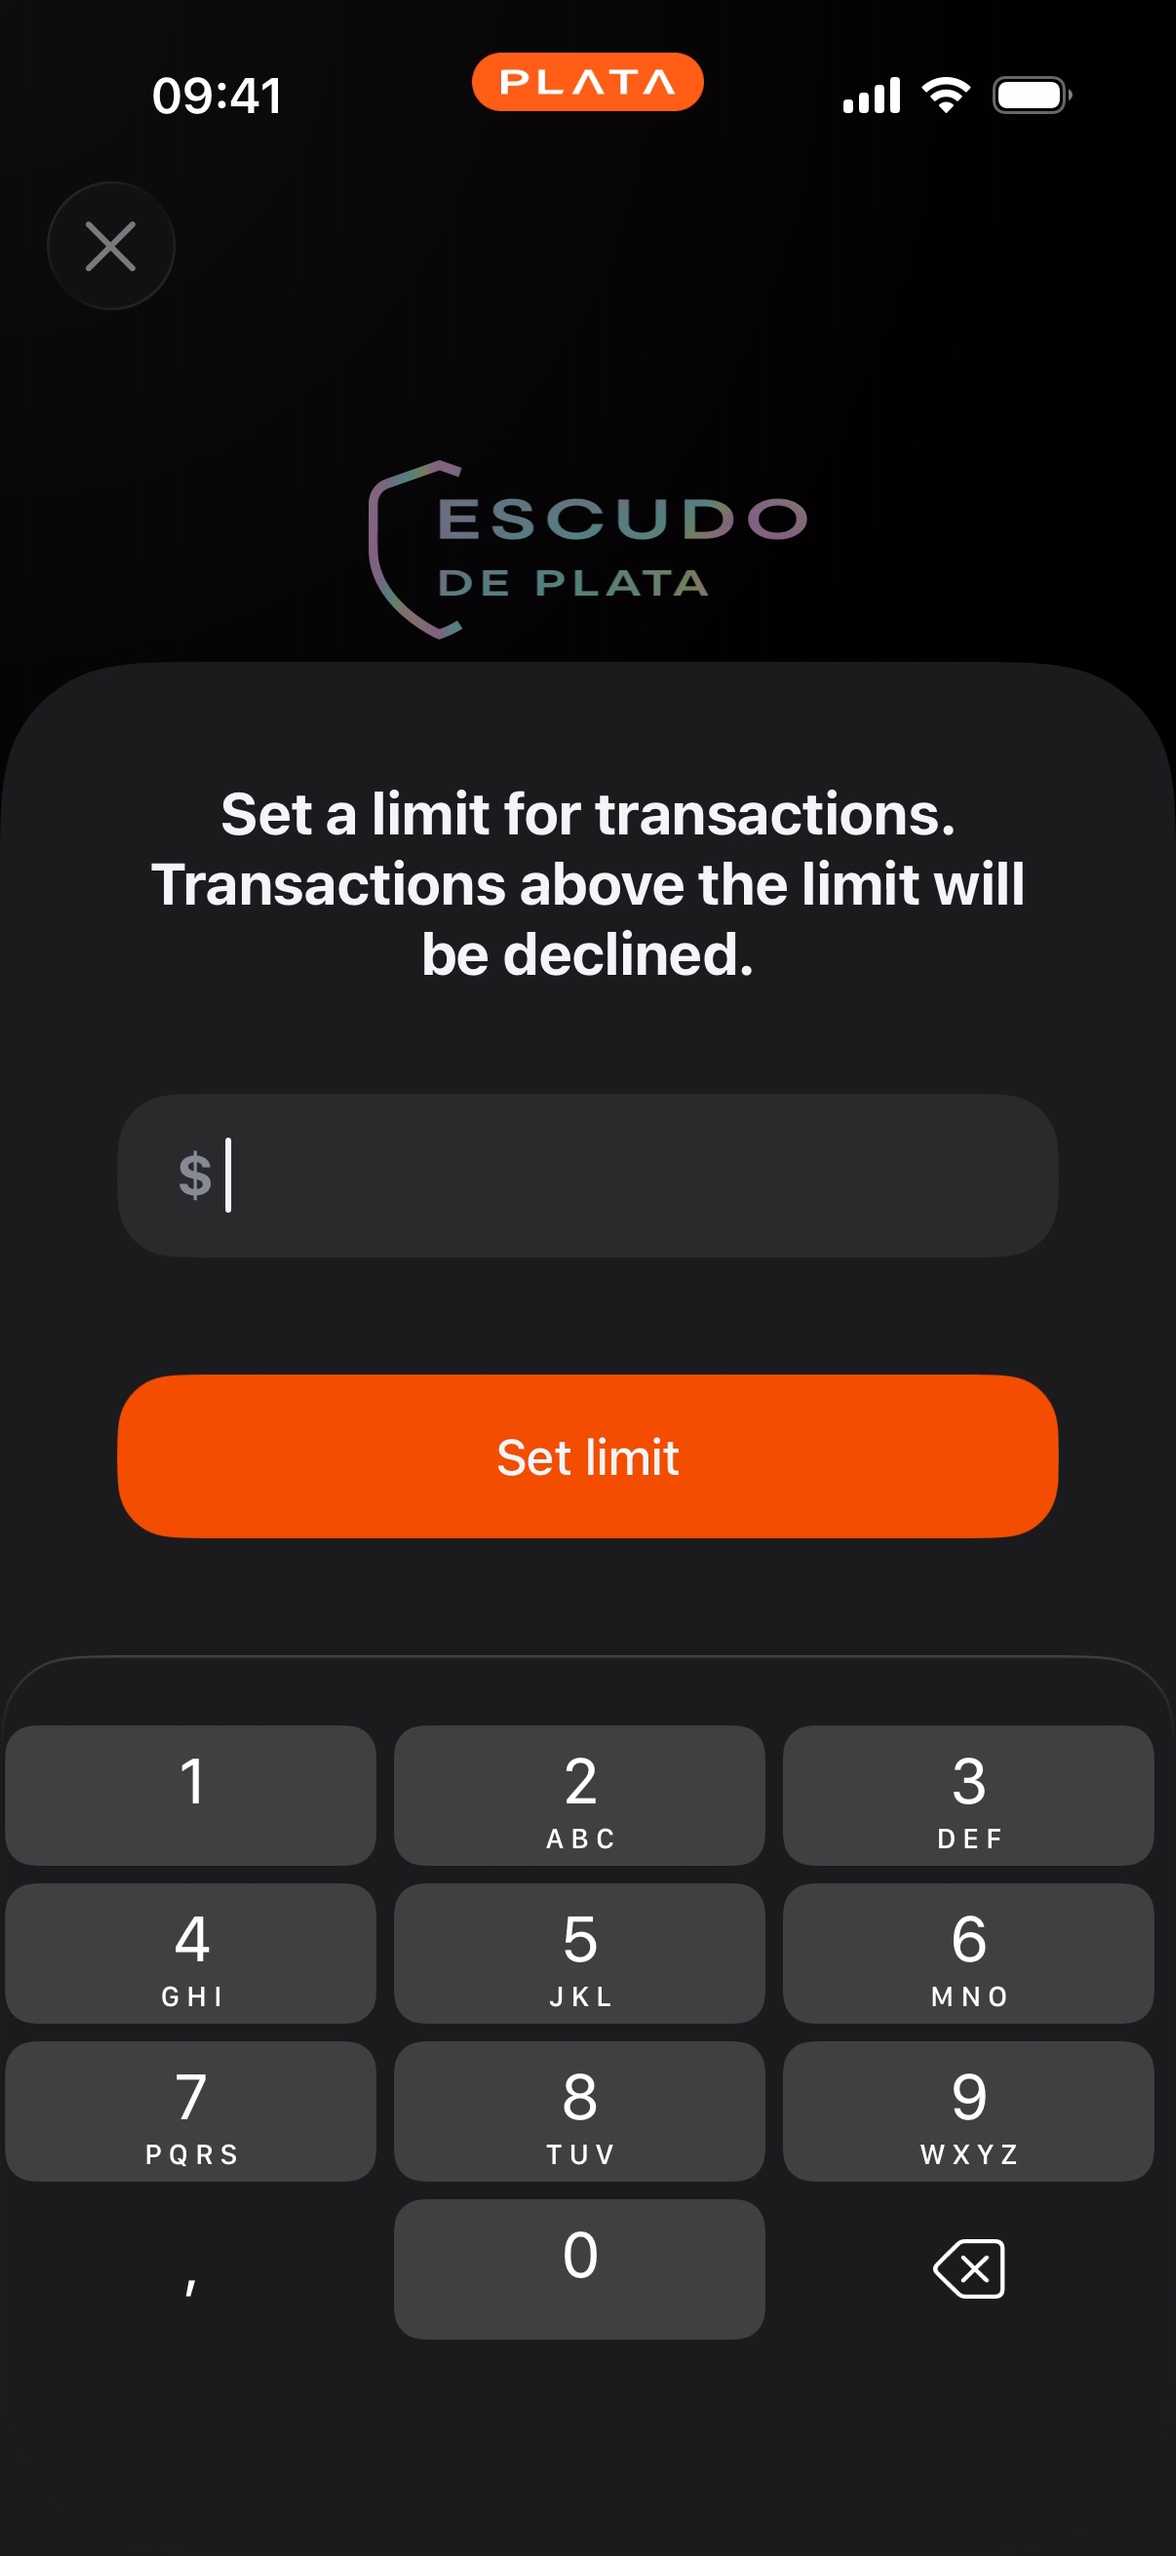 09:41
PLATA
ESCUDO
DE PLATA
Set a limit for transactions.
Transactions above the limit will
be declined.
$
Set limit
1
2
ABC
3
DEF
4
GHI
5
JKL
6
MNO
7
PQRS
8
TUV
9
WXYZ
,
0